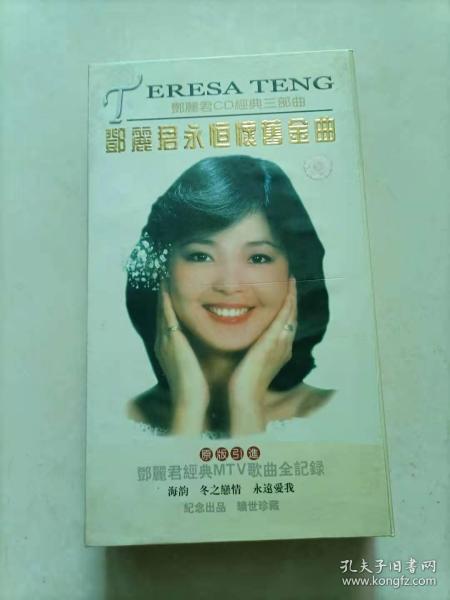 TERESA TENG
鄧麗君CD經典三部曲
鄧麗君永恒懷舊金曲
原版引進
鄧麗君經典MTV歌曲全記録
海韵 冬之戀情 永遠愛我
紀念出品 曠世珍藏
孔夫子旧书网
www.kongfz.com